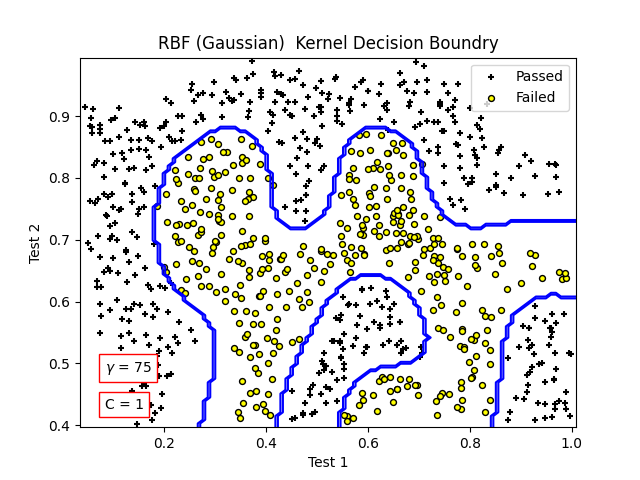 RBF (Gaussian)  Kernel Decision Boundry
Passed
Failed
Test 2
0.9
0.8
0.7
0.6
0.5
0.4
γ = 75
C = 1
0.2
0.4
0.6
0.8
1.0
Test 1